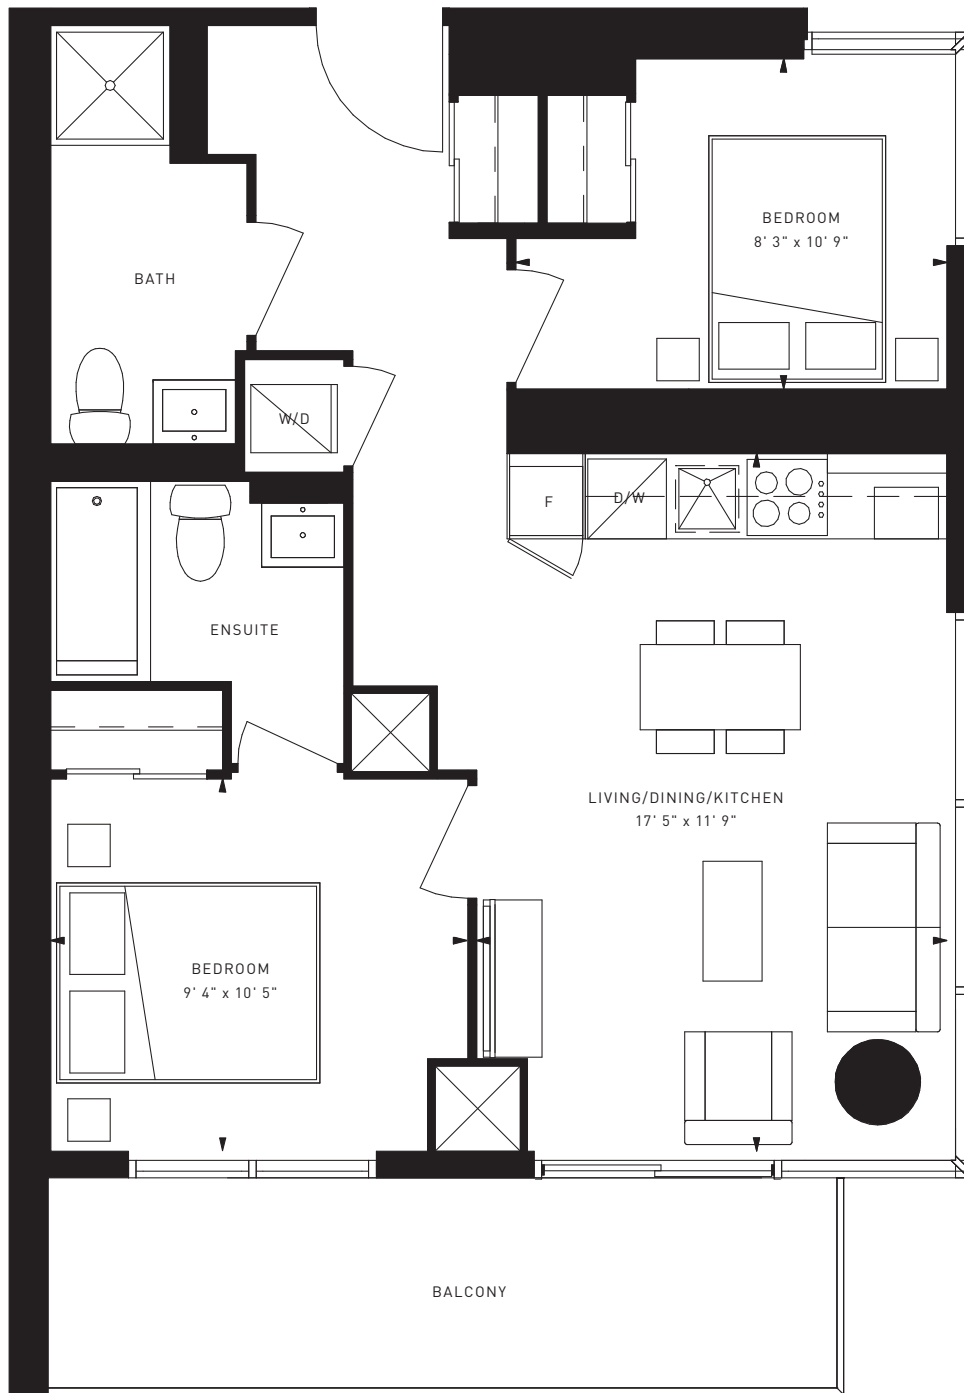 BEDROOM
8' 3" x 10' 9"
BATH
W/D
F
D/W
ENSUITE
LIVING/DINING/KITCHEN
17' 5" x 11' 9"
BEDROOM
9' 4" x 10' 5"
BALCONY